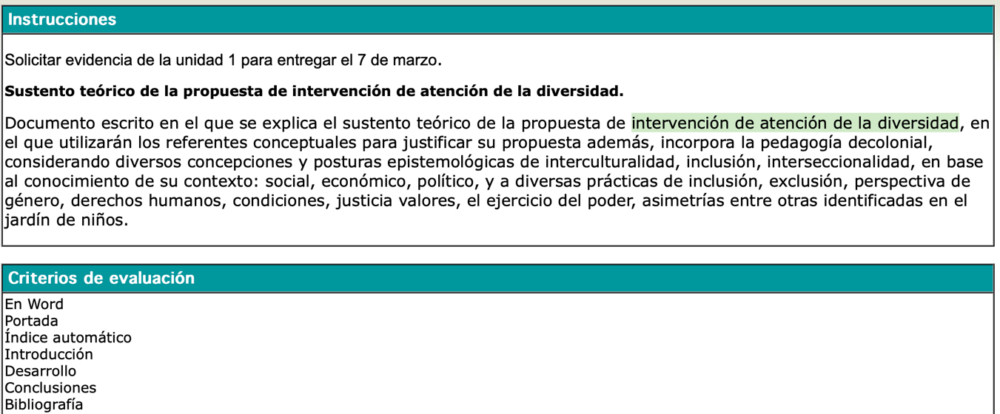 Instrucciones
Solicitar evidencia de la unidad 1 para entregar el 7 de marzo.
Sustento teórico de la propuesta de intervención de atención de la diversidad.
Documento escrito en el que se explica el sustento teórico de la propuesta de intervención de atención de la diversidad, en
el que utilizarán los referentes conceptuales para justificar su propuesta además, incorpora la pedagogía decolonial,
considerando diversos concepciones y posturas epistemológicas de interculturalidad, inclusión, interseccionalidad, en base
al conocimiento de su contexto: social, económico, político, y a diversas prácticas de inclusión, exclusión, perspectiva de
género, derechos humanos, condiciones, justicia valores, el ejercicio del poder, asimetrías entre otras identificadas en el
jardín de niños.
Criterios de evaluación
En Word
Portada
Índice automático
Introducción
Desarrollo
Conclusiones
Bibliografía